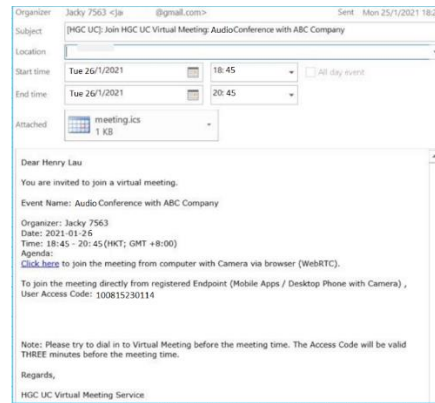 Organizer Jacky 7563 <ja @gmail.com> Sent Mon 25/1/2021 18:2
Subject [HGC UC]: Join HGC UC Virtual Meeting: AudioConference with ABC Company
Location
Start time Tue 26/1/2021 18:45 All day event
End time Tue 26/1/2021 20:45
Attached meeting.ics
1 KB
Dear Henry Lau
You are invited to join a virtual meeting.
Event Name: Audio Conference with ABC Company
Organizer: Jacky 7563
Date: 2021-01-26
Time: 18:45 - 20:45(HKT; GMT +8:00)
Agenda:
Click here to join the meeting from computer with Camera via browser (WebRTC).
To join the meeting directly from registered Endpoint (Mobile Apps / Desktop Phone with Camera) ,
User Access Code: 100815230114
Note: Please try to dial in to Virtual Meeting before the meeting time. The Access Code will be valid
THREE minutes before the meeting time.
Regards,
HGC UC Virtual Meeting Service